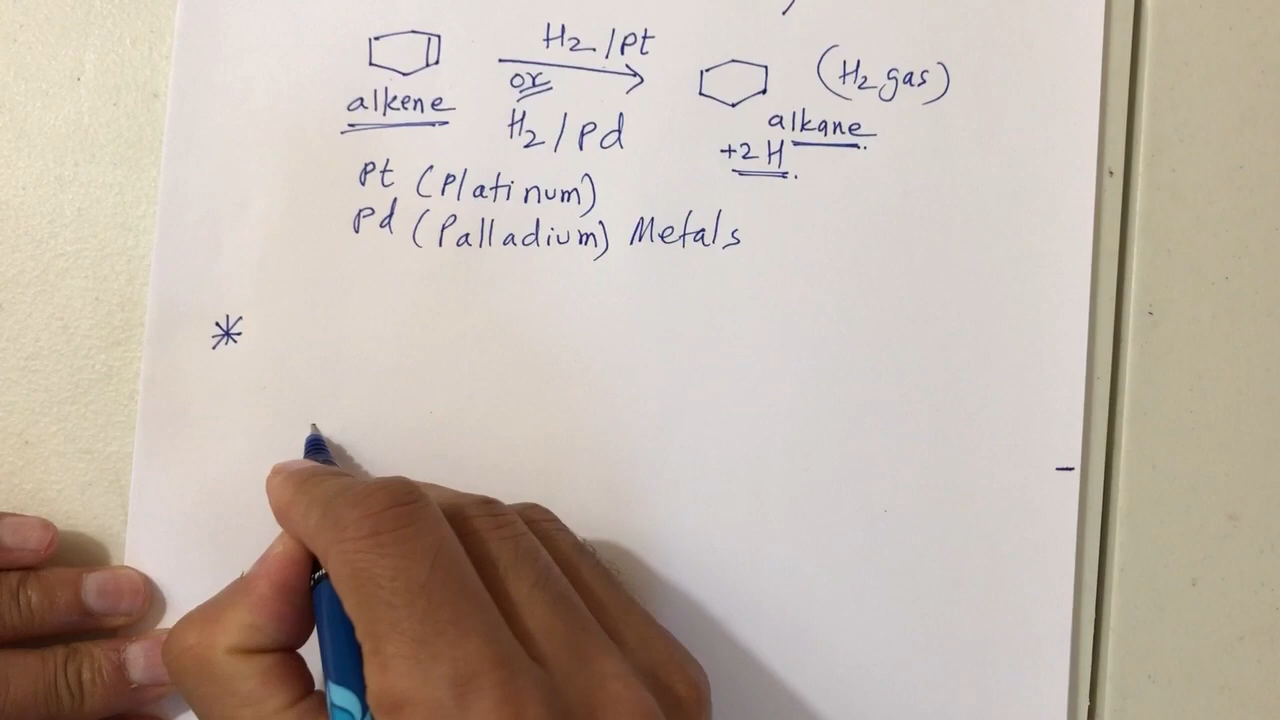 H2/pt
or
H2/pd
alkene
(H2 gas)
alkane
+2 H
pt (Platinum)
pd (Palladium) Metals
*